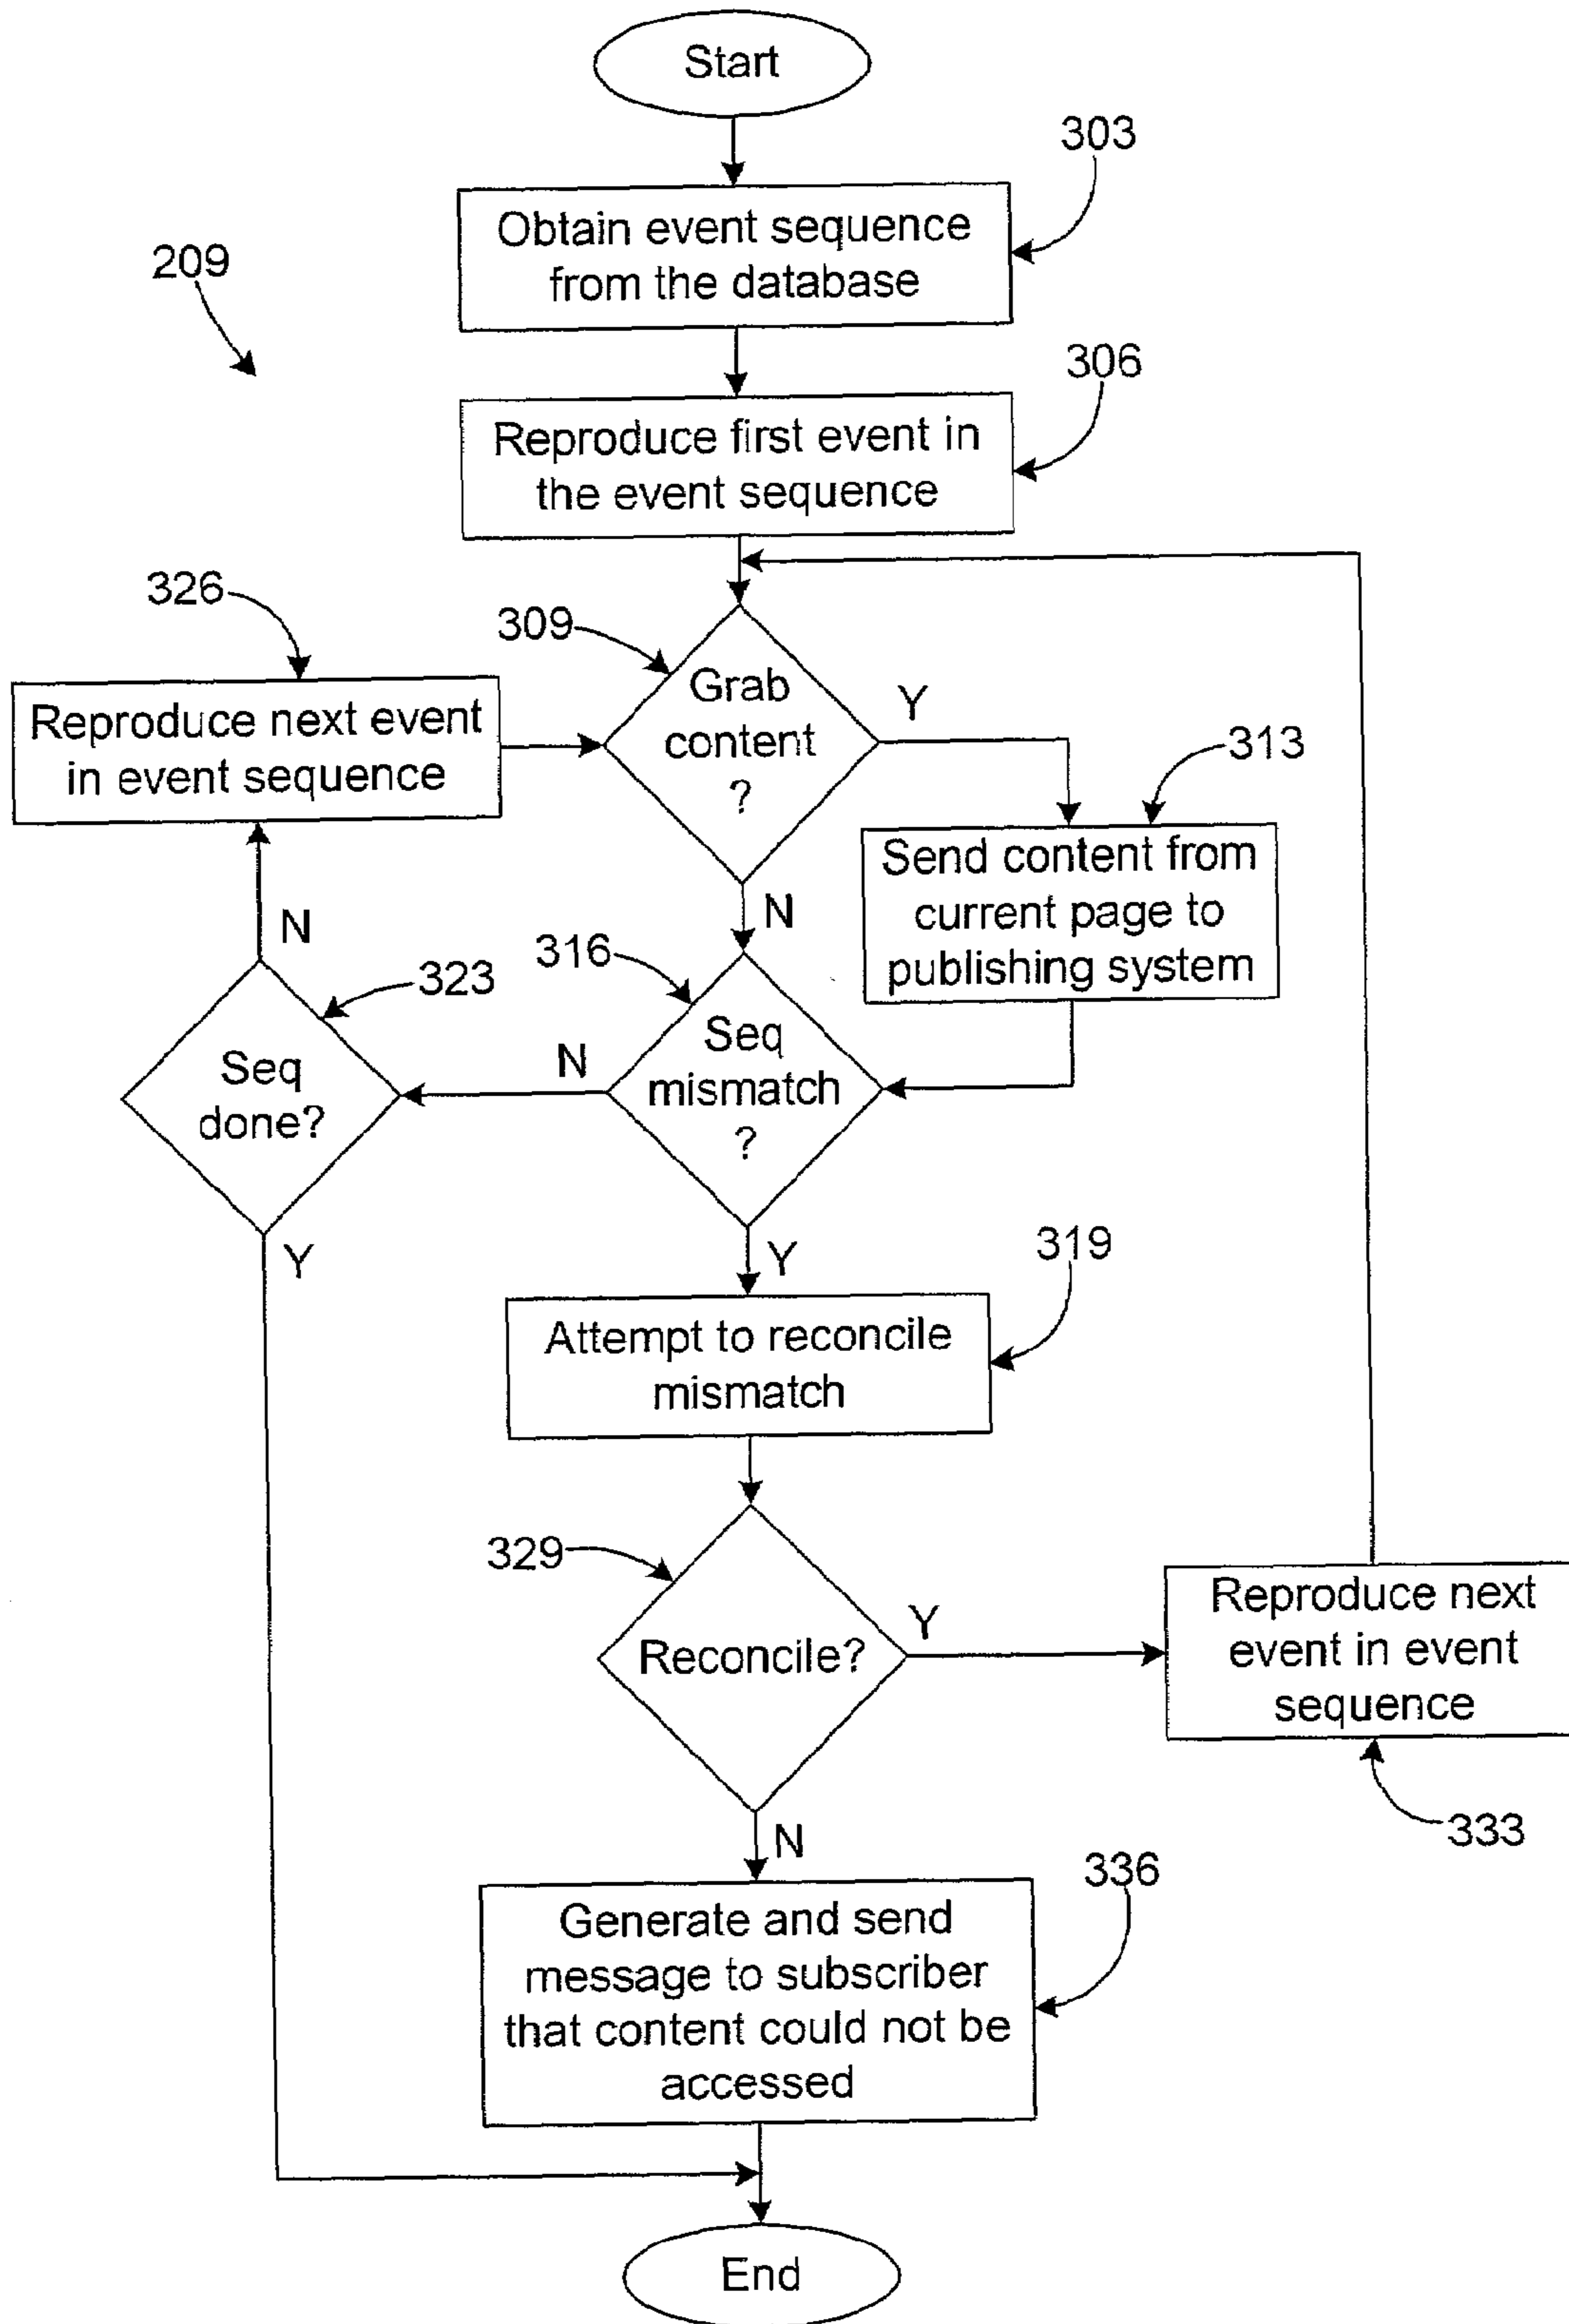 Start
303
Obtain event sequence
from the database
209
306
Reproduce first event in
the event sequence
326
309
Reproduce next event
in event sequence
Grab
content
?
Y
313
Send content from
current page to
publishing system
N
N
316
323
Seq
mismatch
?
N
Seq
done?
Y
Y
319
Attempt to reconcile
mismatch
329
Reconcile?
Y
Reproduce next
event in event
sequence
333
N
336
Generate and send
message to subscriber
that content could not be
accessed
End